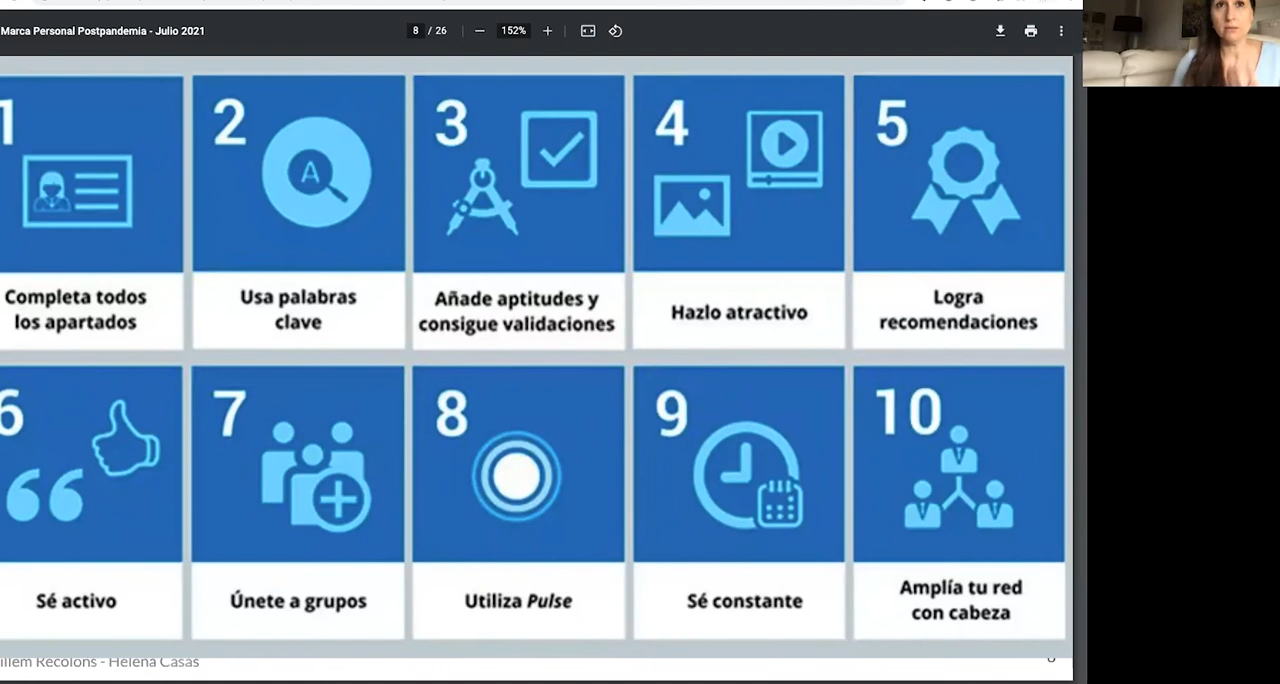 Marca Personal Postpandemia - Julio 2021
8 / 26
152%
1
2
A
3
4
5
Completa todos
los apartados
Usa palabras
clave
Añade aptitudes y
consigue validaciones
Hazlo atractivo
Logra
recomendaciones
6
7
8
9
10
Sé activo
Únete a grupos
Utiliza Pulse
Sé constante
Amplía tu red
con cabeza
illem Recolons - Helena Casas